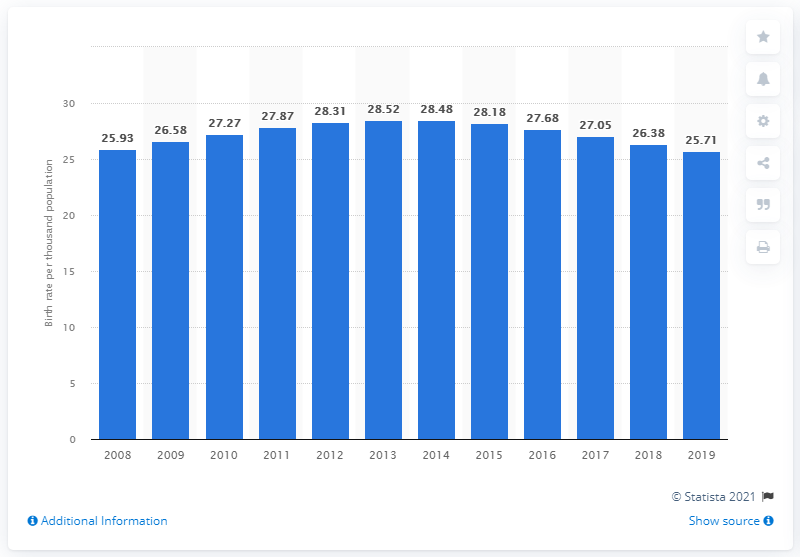 Birth rate per thousand population
30
25
20
15
10
5
0
25.93 26.58 27.27 27.87 28.31 28.52 28.48 28.18 27.68 27.05 26.38 25.71
2008 2009 2010 2011 2012 2013 2014 2015 2016 2017 2018 2019
© Statista 2021
Additional Information Show source